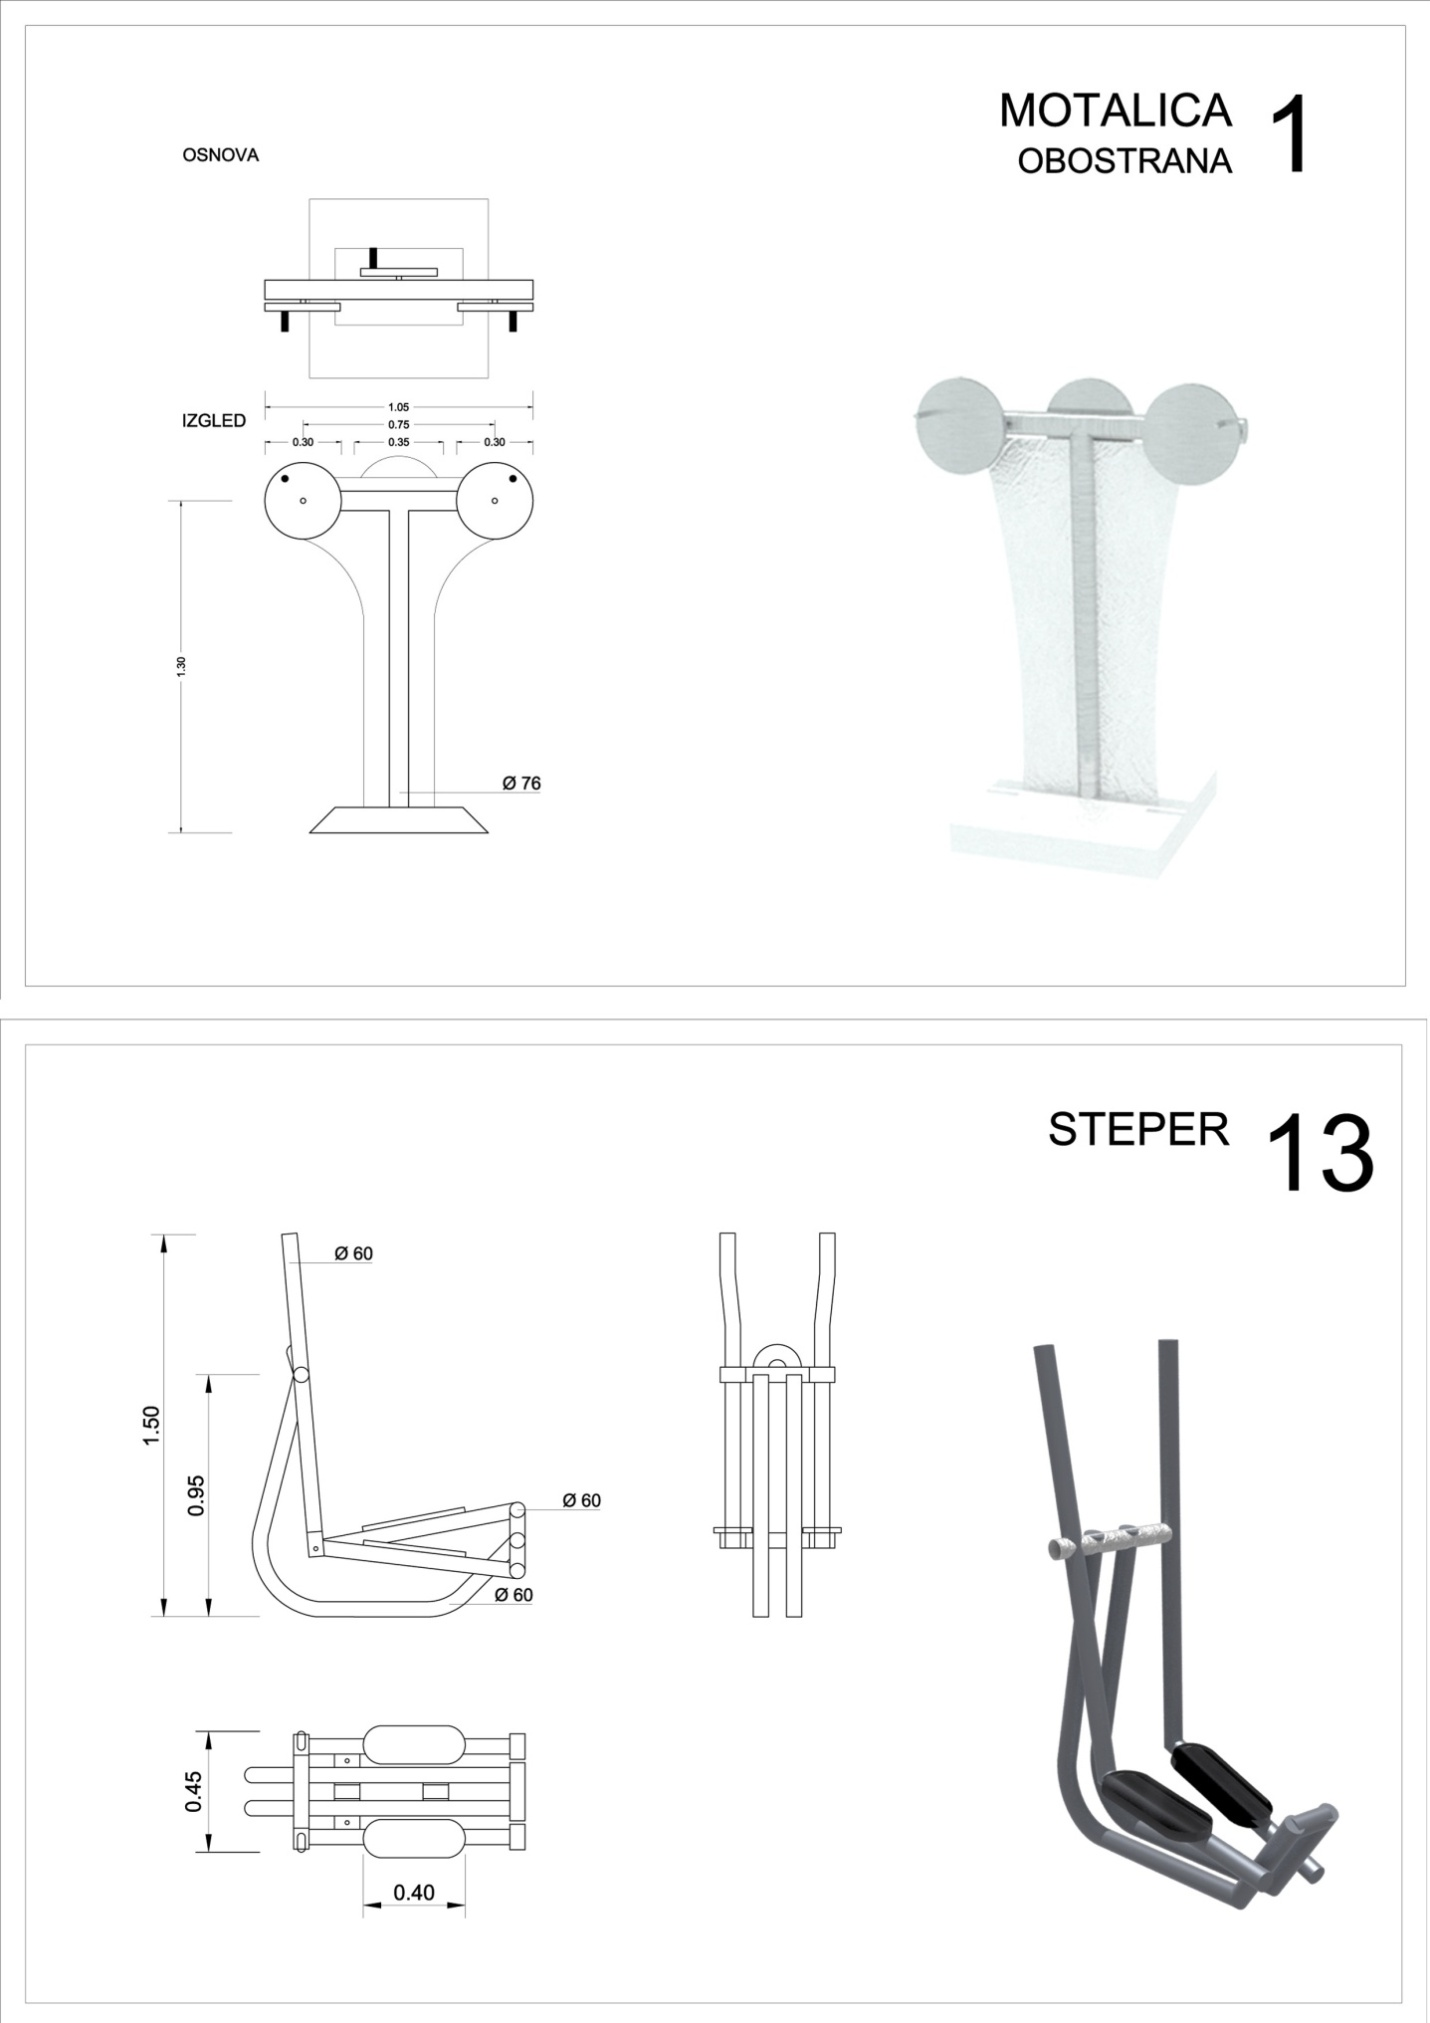 MOTALICA 1
OBOSTRANA
OSNOVA
IZGLED
1.05
0.75
0.30 0.35 0.30
1.30
Ø 76
STEPER 13
Ø 60
1.50
0.95
Ø 60
Ø 60
0.45
0.40